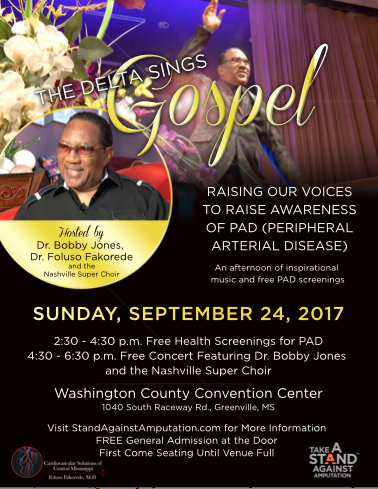 THE DELTA SINGS
Gospel
Hosted by
Dr. Bobby Jones,
Dr. Foluso Fakorede
and the
Nashville Super Choir
RAISING OUR VOICES
TO RAISE AWARENESS
OF PAD (PERIPHERAL
ARTERIAL DISEASE)
An afternoon of inspirational
music and free PAD screenings
SUNDAY, SEPTEMBER 24, 2017
2:30 - 4:30 p.m. Free Health Screenings for PAD
4:30 - 6:30 p.m. Free Concert Featuring Dr. Bobby Jones
and the Nashville Super Choir
Washington County Convention Center
1040 South Raceway Rd., Greenville, MS
Visit StandAgainstAmputation.com for More Information
FREE General Admission at the Door
First Come Seating Until Venue Full
Cardiovascular Solutions of
Central Mississippi
Foluso Fakorede, M.D
TAKE A
STAND
AGAINST
AMPUTATION